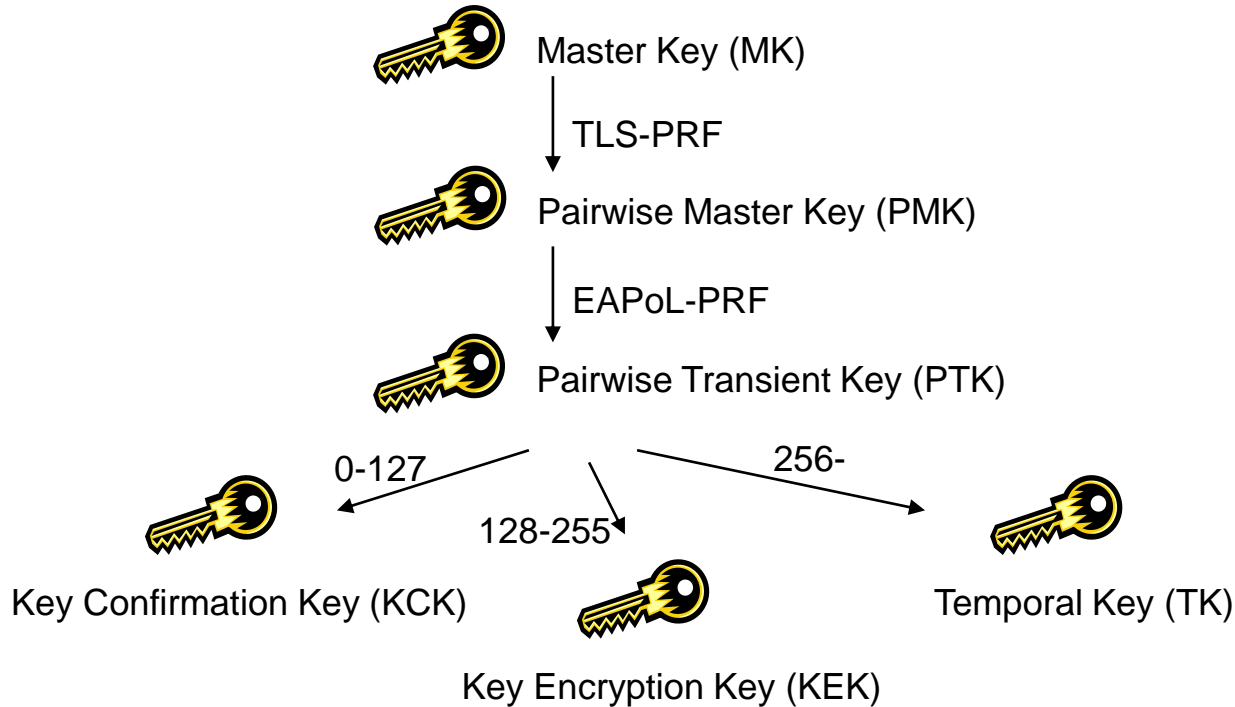 Master Key (MK)
TLS-PRF
Pairwise Master Key (PMK)
EAPoL-PRF
Pairwise Transient Key (PTK)
0-127
256-
128-255
Key Confirmation Key (KCK)
Temporal Key (TK)
Key Encryption Key (KEK)